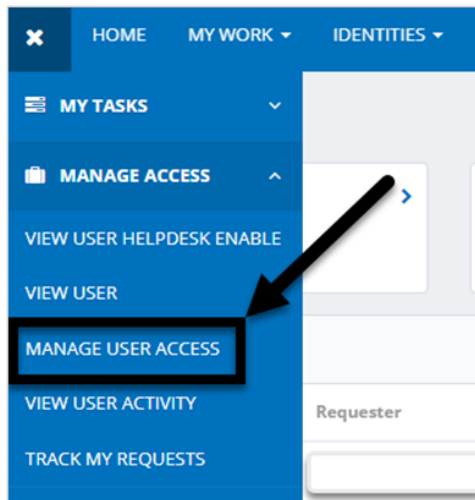 HOME MY WORK IDENTITIES
MY TASKS
MANAGE ACCESS
VIEW USER HELPDESK ENABLE
VIEW USER
MANAGE USER ACCESS
VIEW USER ACTIVITY
Requester
TRACK MY REQUESTS